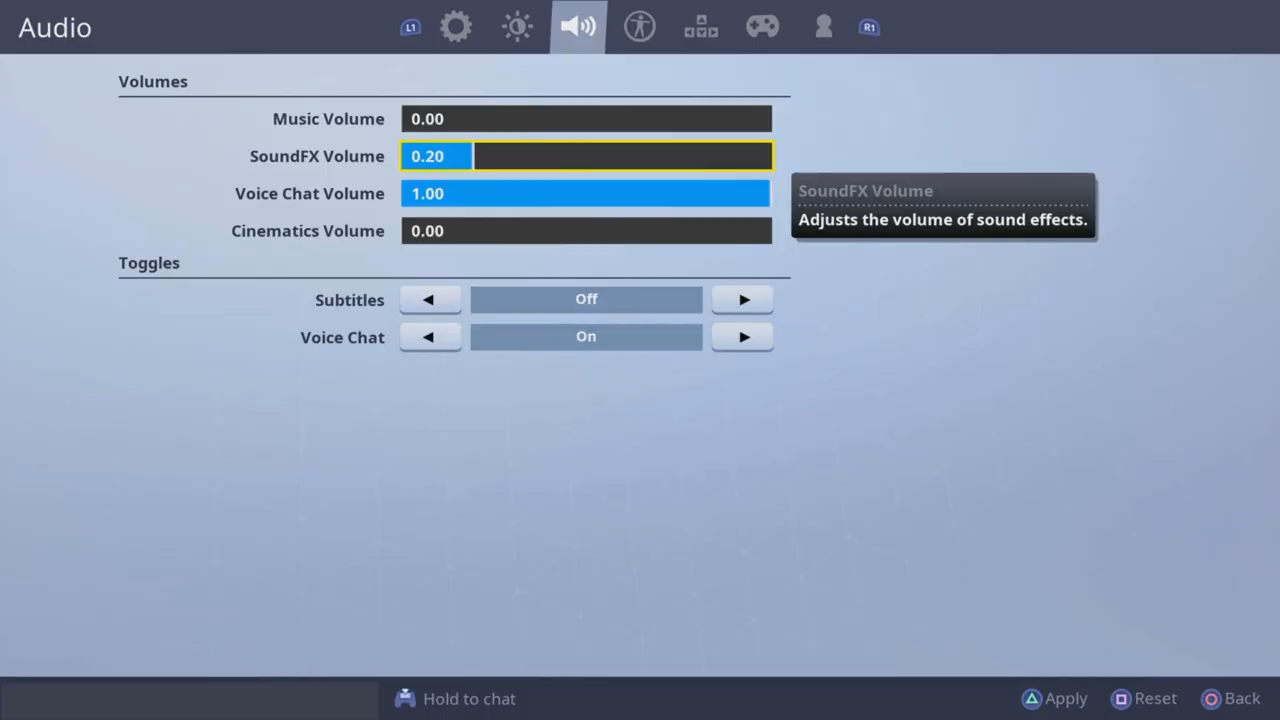 Audio
L1
R1
Volumes
Music Volume 0.00
SoundFX Volume 0.20
Voice Chat Volume 1.00
Cinematics Volume 0.00
SoundFX Volume
Adjusts the volume of sound effects.
Toggles
Subtitles Off
Voice Chat On
Hold to chat
Apply Reset Back